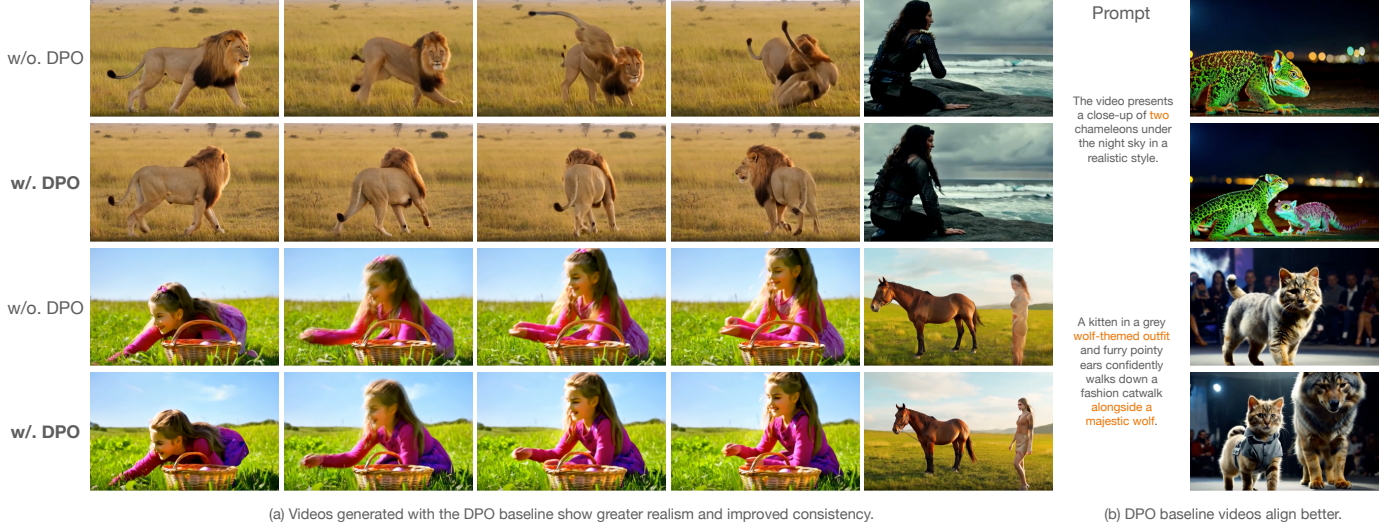 w/o. DPO
w/. DPO
w/o. DPO
w/. DPO
(a) Videos generated with the DPO baseline show greater realism and improved consistency.
Prompt
The video presents
a close-up of two
chameleons under
the night sky in a
realistic style.
A kitten in a grey
wolf-themed outfit
and furry pointy
ears confidently
walks down a
fashion catwalk
alongside a
majestic wolf.
(b) DPO baseline videos align better.